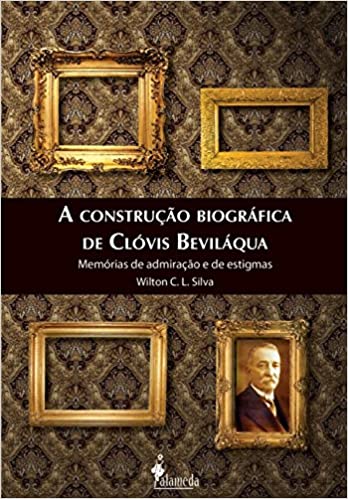 A CONSTRUÇÃO BIOGRÁFICA
DE CLÓVIS BEVILÁQUA
Memórias de admiração e de estigmas
Wilton C. L. Silva
alameda